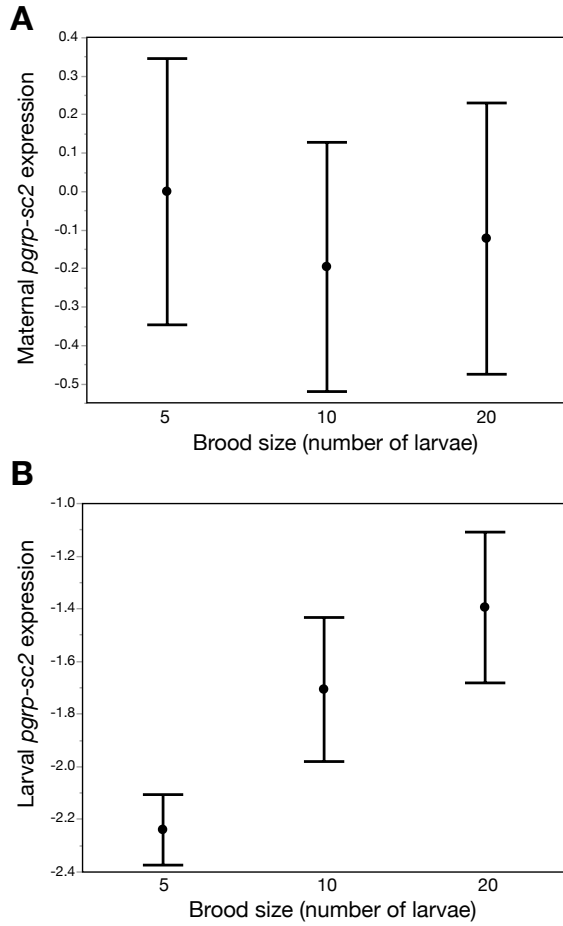 A
Maternal pgrp-sc2 expression
0.4
0.3
0.2
0.1
0.0
-0.1
-0.2
-0.3
-0.4
-0.5
5 10 20
Brood size (number of larvae)
B
Larval pgrp-sc2 expression
-1.0
-1.2
-1.4
-1.6
-1.8
-2.0
-2.2
-2.4
5 10 20
Brood size (number of larvae)